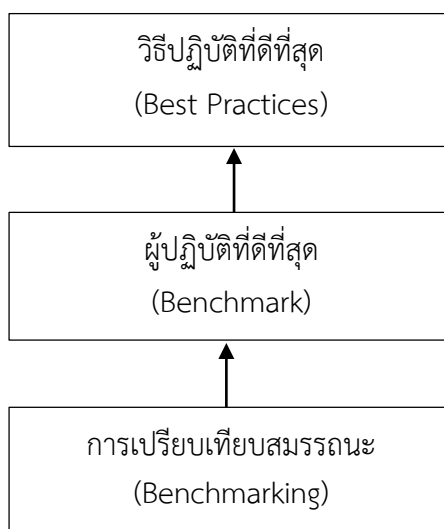 วิธีปฏิบัติที่ดีที่สุด
(Best Practices)
ผู้ปฏิบัติที่ดีที่สุด
(Benchmark)
การเปรียบเทียบสมรรถนะ
(Benchmarking)